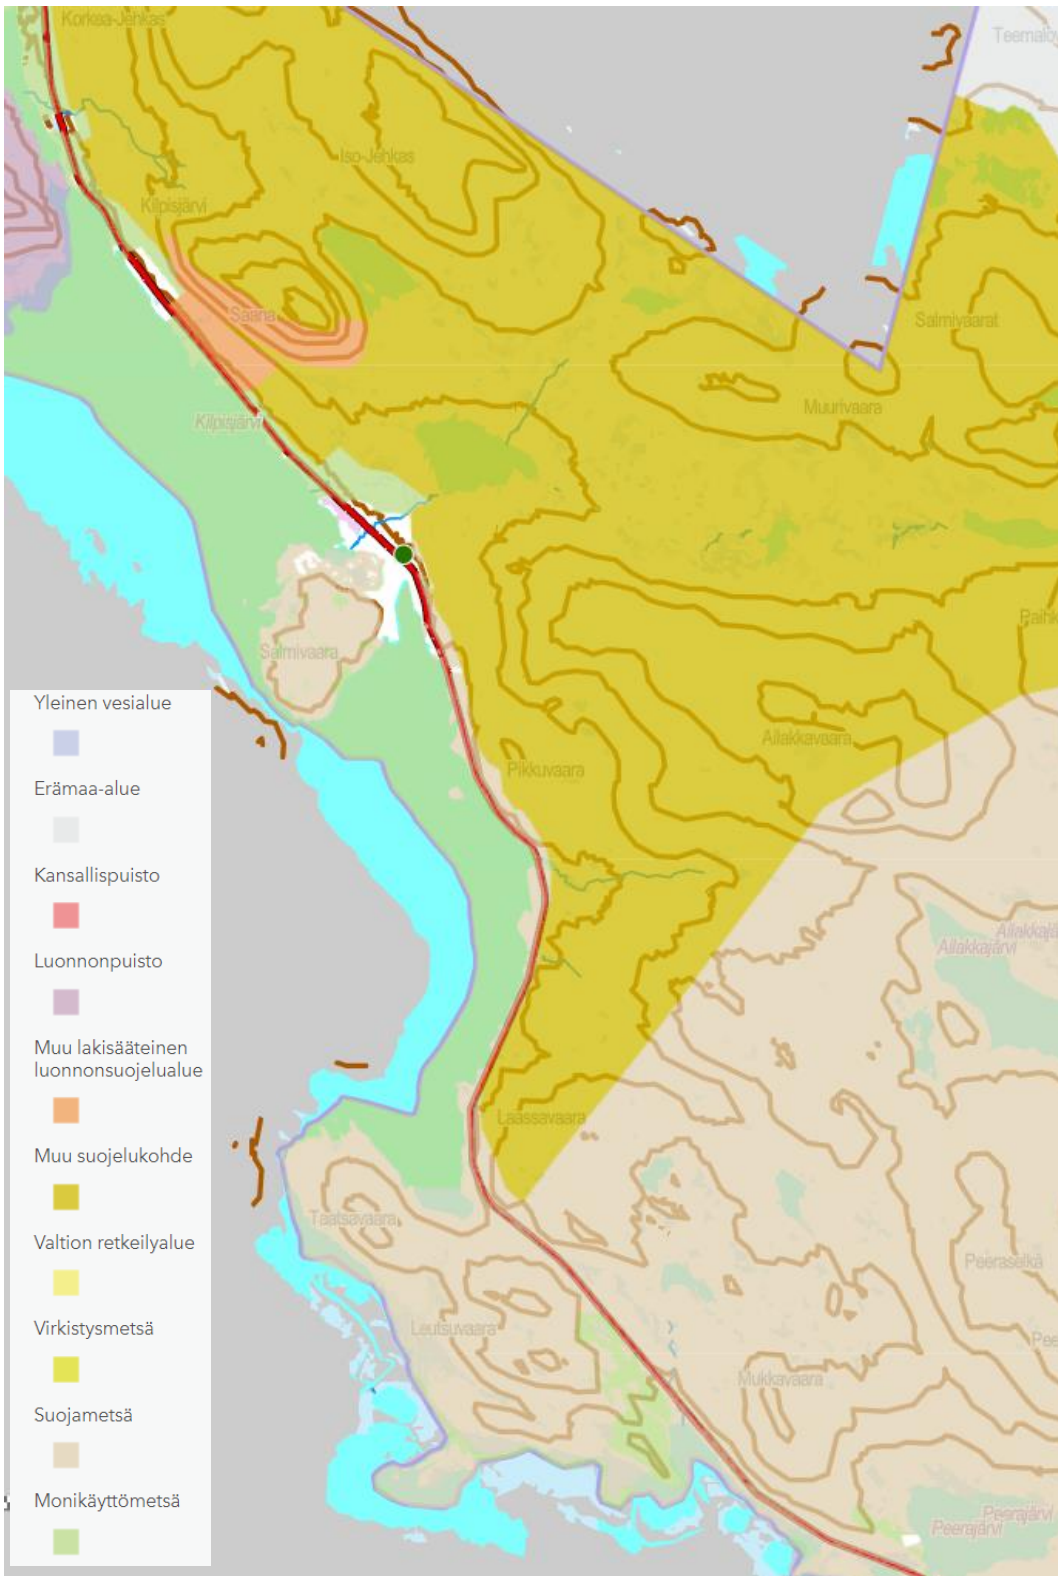 Korkea-Jehkas
Teemalo
Iso-Jehkas
Kilpisjärvi
Saana
Salmivaarat
Muurivaara
Kilpisjärvi
Paihk
Salmivaara
Yleinen vesialue
Ailakkavaara
Pikkuvaara
Erämaa-alue
Kansallispuisto
Ailakkajä
Ailakkajärvi
Luonnonpuisto
Muu lakisääteinen
luonnonsuojelualue
Laassavaara
Muu suojelukohde
Taatsavaara
Valtion retkeilyalue
Peeraselkä
Leutsuvaara
Virkistysmetsä
Pee
Mukkavaara
Suojametsä
Monikäyttömetsä
Peerajärvi
Peerajärvi